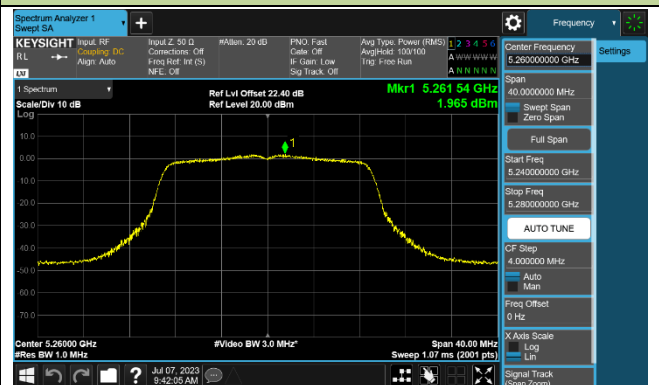 Spectrum Analyzer 1
Swept SA
+
Frequency
KEYSIGHT
RL
LXI
Input: RF
Coupling: DC
Align: Auto
Input Z: 50 Ω
Corrections: Off
Freq Ref: Int (S)
NFE: Off
#Atten: 20 dB
PNO: Fast
Gate: Off
IF Gain: Low
Sig Track: Off
Avg Type: Power (RMS)
Avg|Hold: 100/100
Trig: Free Run
1 2 3 4 5 6
A W W W W W
A N N N N N
1 Spectrum
Scale/Div 10 dB
Log
Ref Lvl Offset 22.40 dB
Ref Level 20.00 dBm
Mkr1 5.261 54 GHz
1.965 dBm
1
10.0
0.00
-10.0
-20.0
-30.0
-40.0
-50.0
-60.0
-70.0
Center 5.26000 GHz
#Res BW 1.0 MHz
#Video BW 3.0 MHz*
Span 40.00 MHz
Sweep 1.07 ms (2001 pts)
Jul 07, 2023
9:42:05 AM
?
Center Frequency
5.260000000 GHz
Span
40.0000000 MHz
Swept Span
Zero Span
Full Span
Start Freq
5.240000000 GHz
Stop Freq
5.280000000 GHz
AUTO TUNE
CF Step
4.000000 MHz
Auto
Man
Freq Offset
0 Hz
X Axis Scale
Log
Lin
Signal Track
(Span Zoom)
Settings